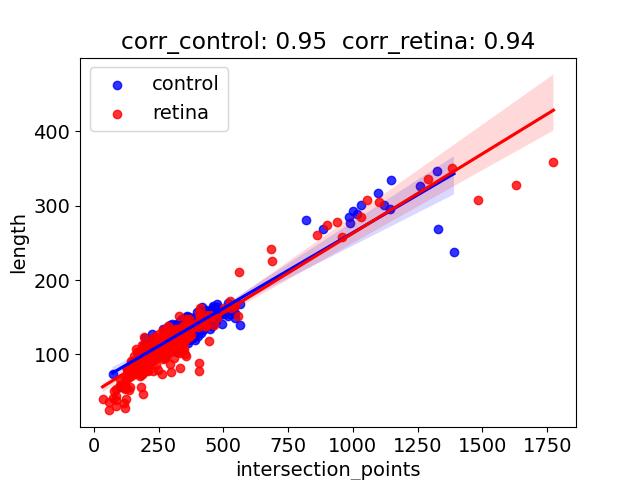 corr_control: 0.95  corr_retina: 0.94
control
retina
length
400
300
200
100
0 250 500 750 1000 1250 1500 1750
intersection_points